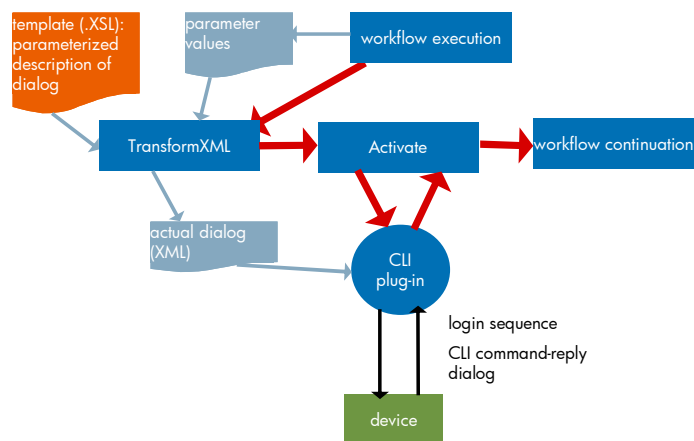 template (.XSL):
parameterized
description of
dialog
parameter
values
workflow execution
TransformXML
Activate
workflow continuation
actual dialog
(XML)
CLI
plug-in
login sequence
CLI command-reply
dialog
device